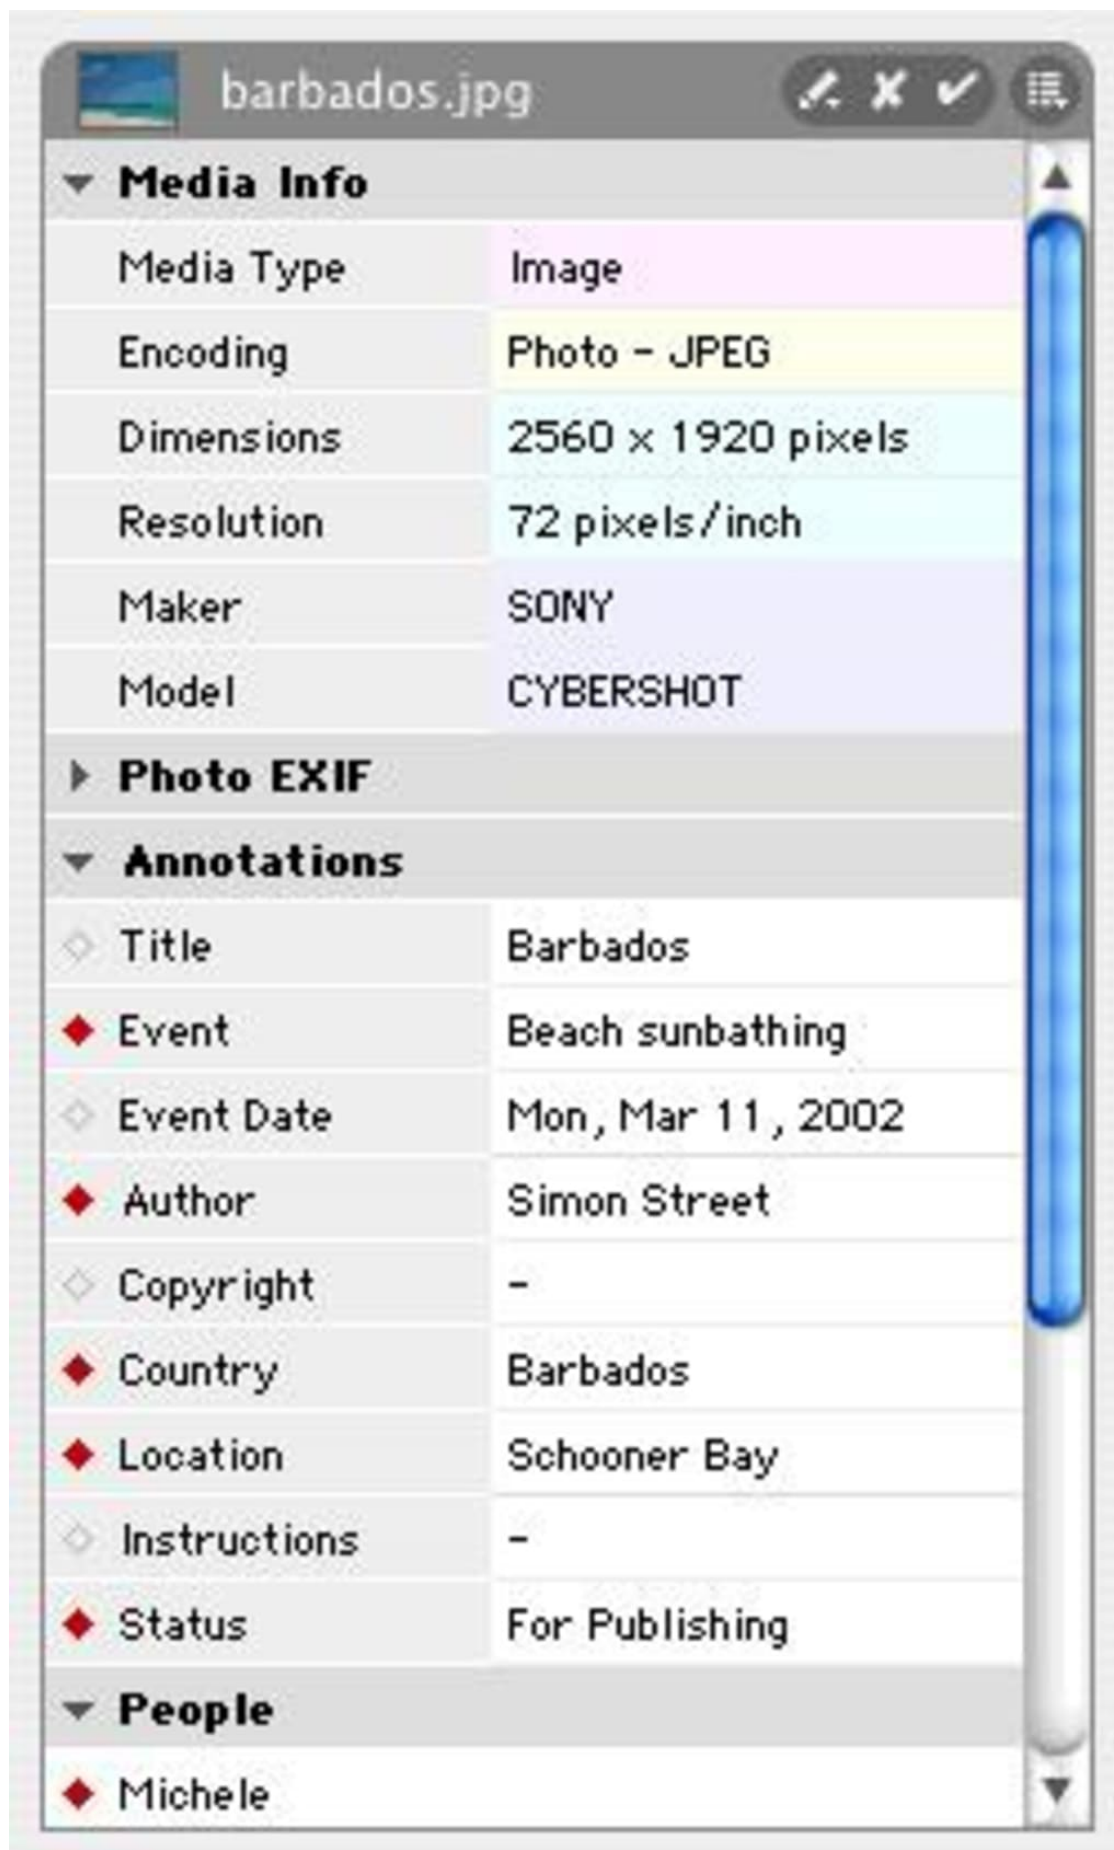 barbados.jpg
Media Info
Media Type Image
Encoding Photo - JPEG
Dimensions 2560 x 1920 pixels
Resolution 72 pixels/inch
Maker SONY
Model CYBERSHOT
Photo EXIF
Annotations
Title Barbados
Event Beach sunbathing
Event Date Mon, Mar 11, 2002
Author Simon Street
Copyright -
Country Barbados
Location Schooner Bay
Instructions -
Status For Publishing
People
Michele